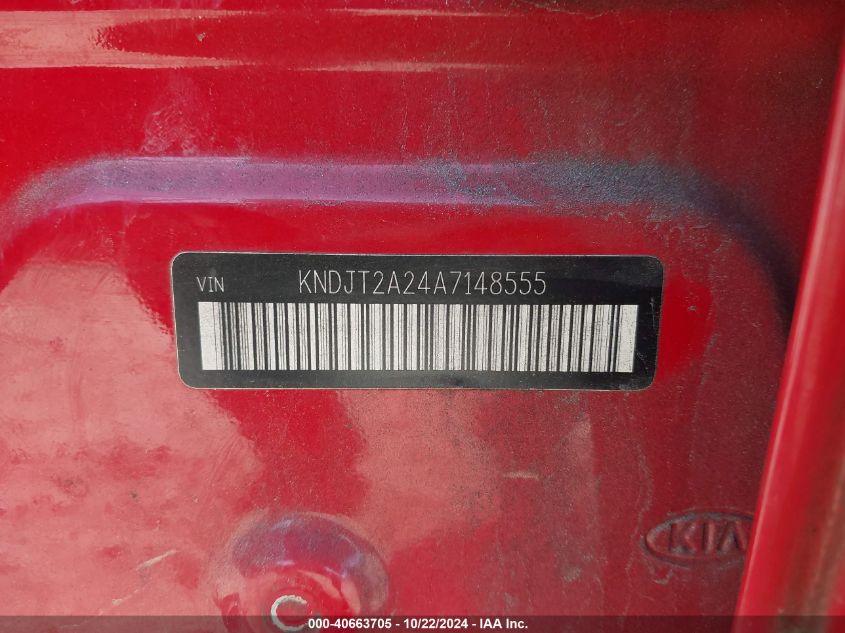 VIN KNDJT2A24A7148555
KIA
000-40663705 - 10/22/2024 - IAA Inc.